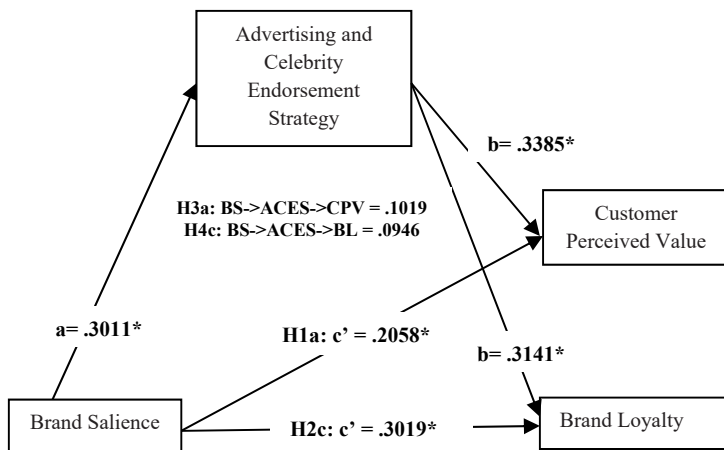 Advertising and
Celebrity
Endorsement
Strategy
b= .3385*
H3a: BS->ACES->CPV = .1019
H4c: BS->ACES->BL = .0946
Customer
Perceived Value
a= .3011*
H1a: c’ = .2058*
b= .3141*
Brand Salience
H2c: c’ = .3019*
Brand Loyalty